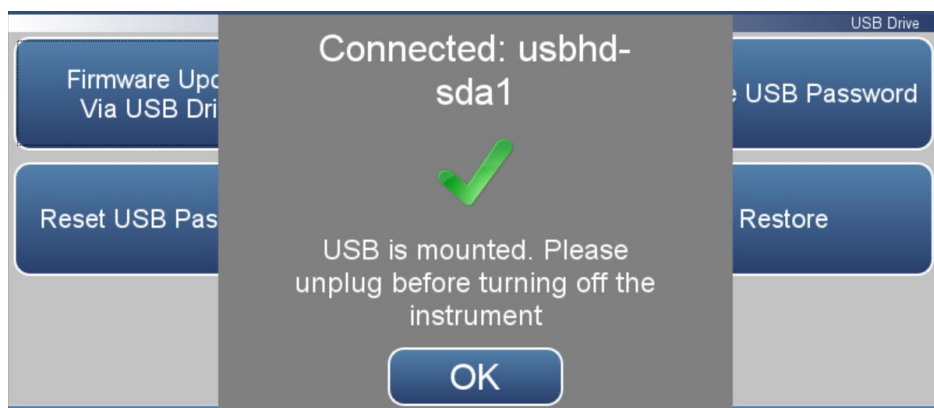 USB Drive
Firmware Upd
Via USB Dri
Connected: usbhd-
sda1
e USB Password
Reset USB Pas
USB is mounted. Please
unplug before turning off the
instrument
Restore
OK